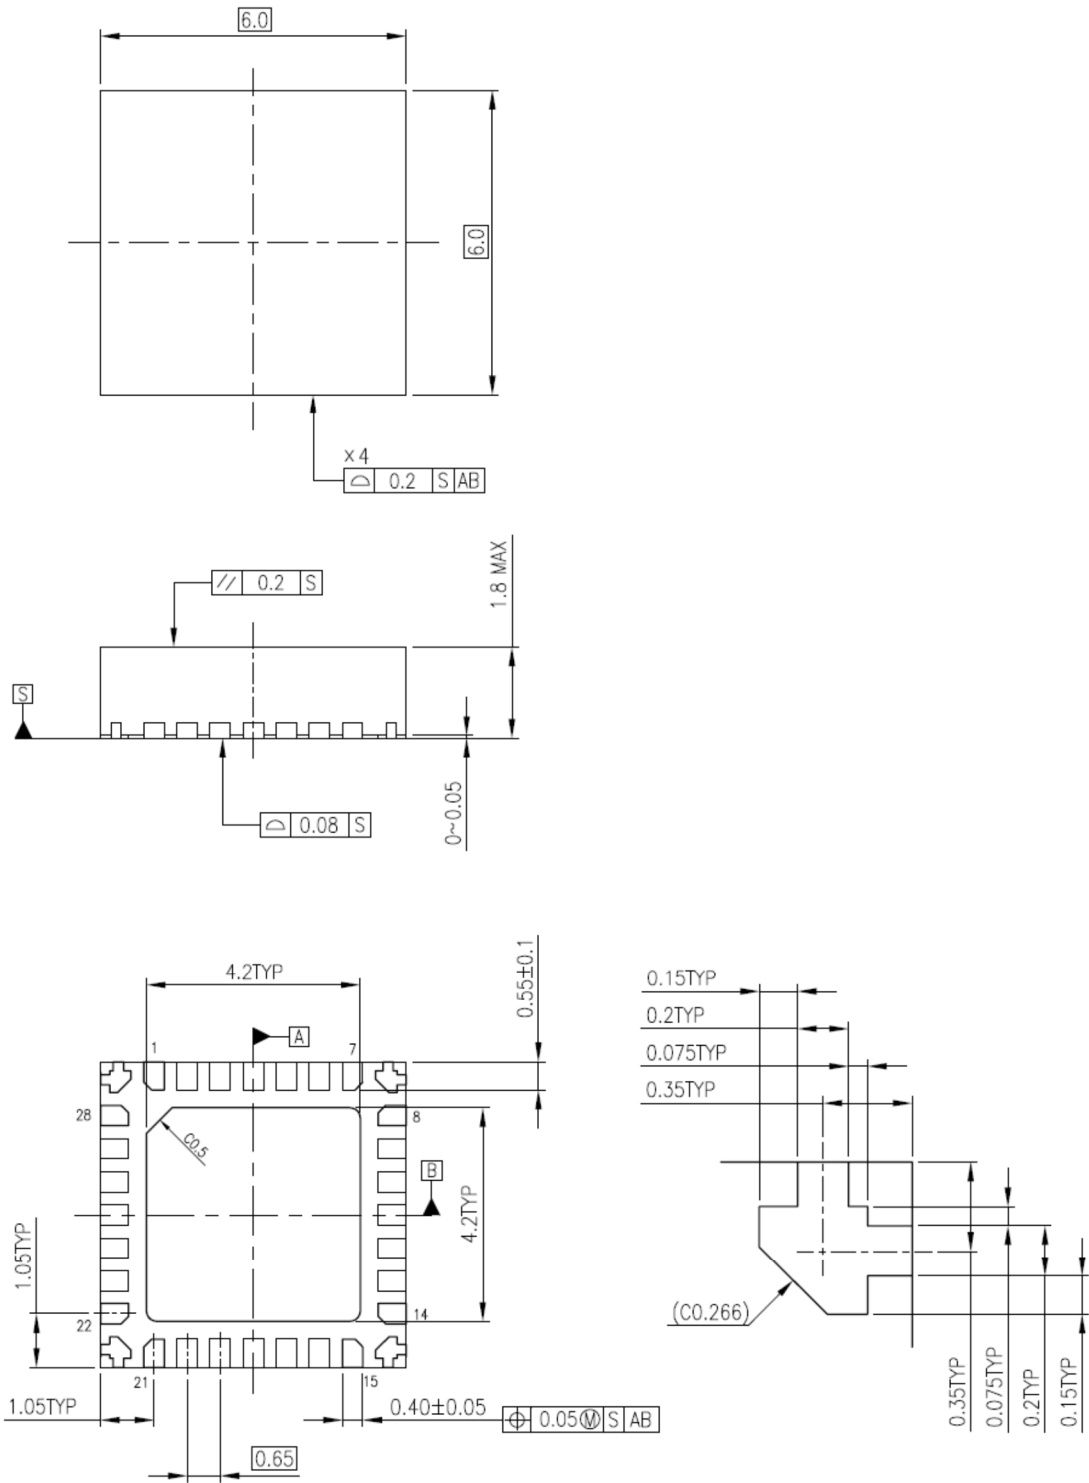 6.0
6.0
×4
⌓ 0.2 S AB
// 0.2 S
1.8 MAX
S
0~0.05
⌓ 0.08 S
4.2TYP
0.55±0.1
A
1
7
28
8
C0.5
B
4.2TYP
1.05TYP
22
14
21
15
1.05TYP
0.40±0.05
⌖ 0.05Ⓜ S AB
0.65
0.15TYP
0.2TYP
0.075TYP
0.35TYP
(C0.266)
0.35TYP
0.075TYP
0.2TYP
0.15TYP